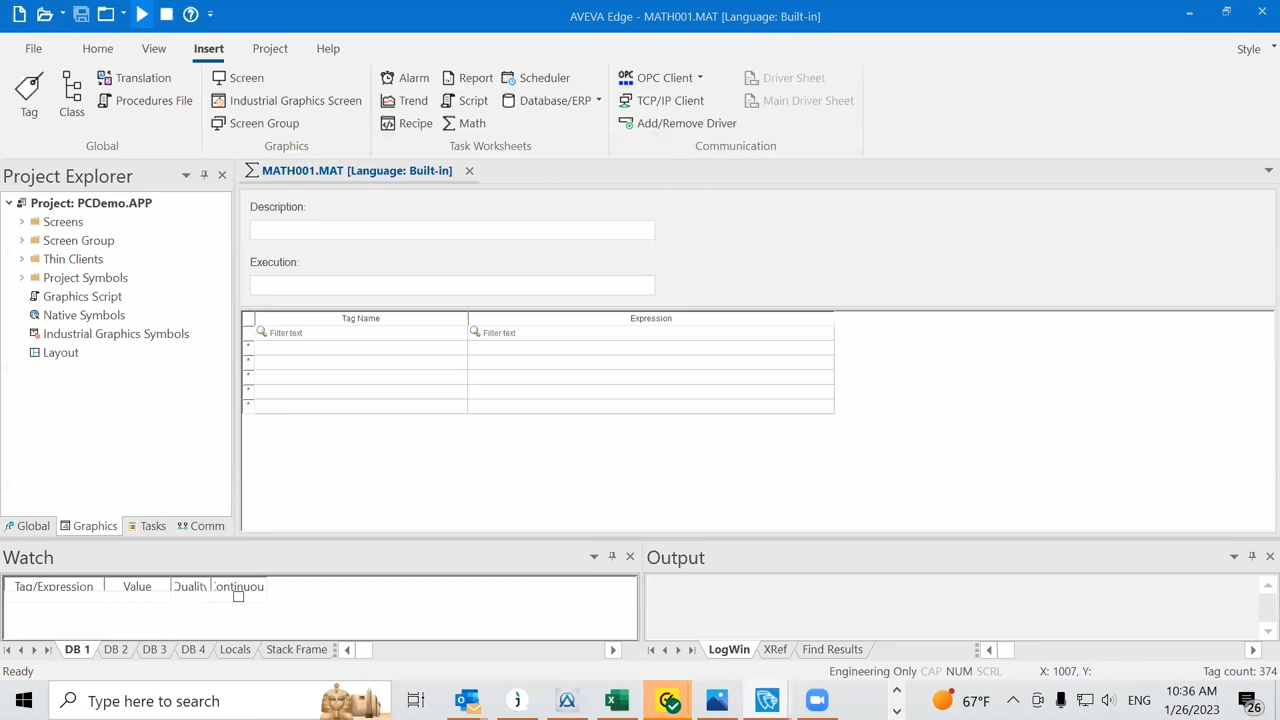 AVEVA Edge - MATH001.MAT [Language: Built-in]
File Home View Insert Project Help Style
Tag
Class
Translation
Procedures File
Global
Screen
Industrial Graphics Screen
Screen Group
Graphics
Alarm Report Scheduler
Trend Script Database/ERP
Recipe Math
Task Worksheets
OPC Client
TCP/IP Client
Add/Remove Driver
Driver Sheet
Main Driver Sheet
Communication
Project Explorer
Project: PCDemo.APP
Screens
Screen Group
Thin Clients
Project Symbols
Graphics Script
Native Symbols
Industrial Graphics Symbols
Layout
Global Graphics Tasks Comm
MATH001.MAT [Language: Built-in]
Description:
Execution:
Tag Name Expression
Filter text Filter text
*
*
*
*
*
Watch
Tag/Expression Value Quality Continuou
DB 1 DB 2 DB 3 DB 4 Locals Stack Frame
Output
LogWin XRef Find Results
Ready Engineering Only CAP NUM SCRL X: 1007, Y: Tag count: 374
Type here to search
67°F
ENG
10:36 AM
1/26/2023
26